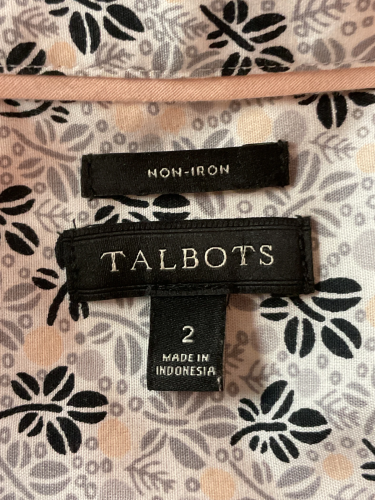 NON-IRON
TALBOTS
2
MADE IN
INDONESIA